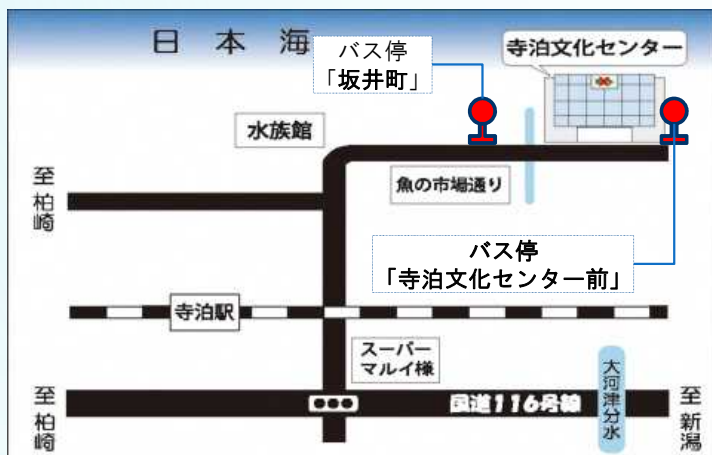 日本海
バス停
「坂井町」
寺泊文化センター
水族館
魚の市場通り
至
柏
崎
バス停
「寺泊文化センター前」
寺泊駅
スーパー
マルイ様
至
柏
崎
国道116号線
大
河
津
分
水
至
新
潟